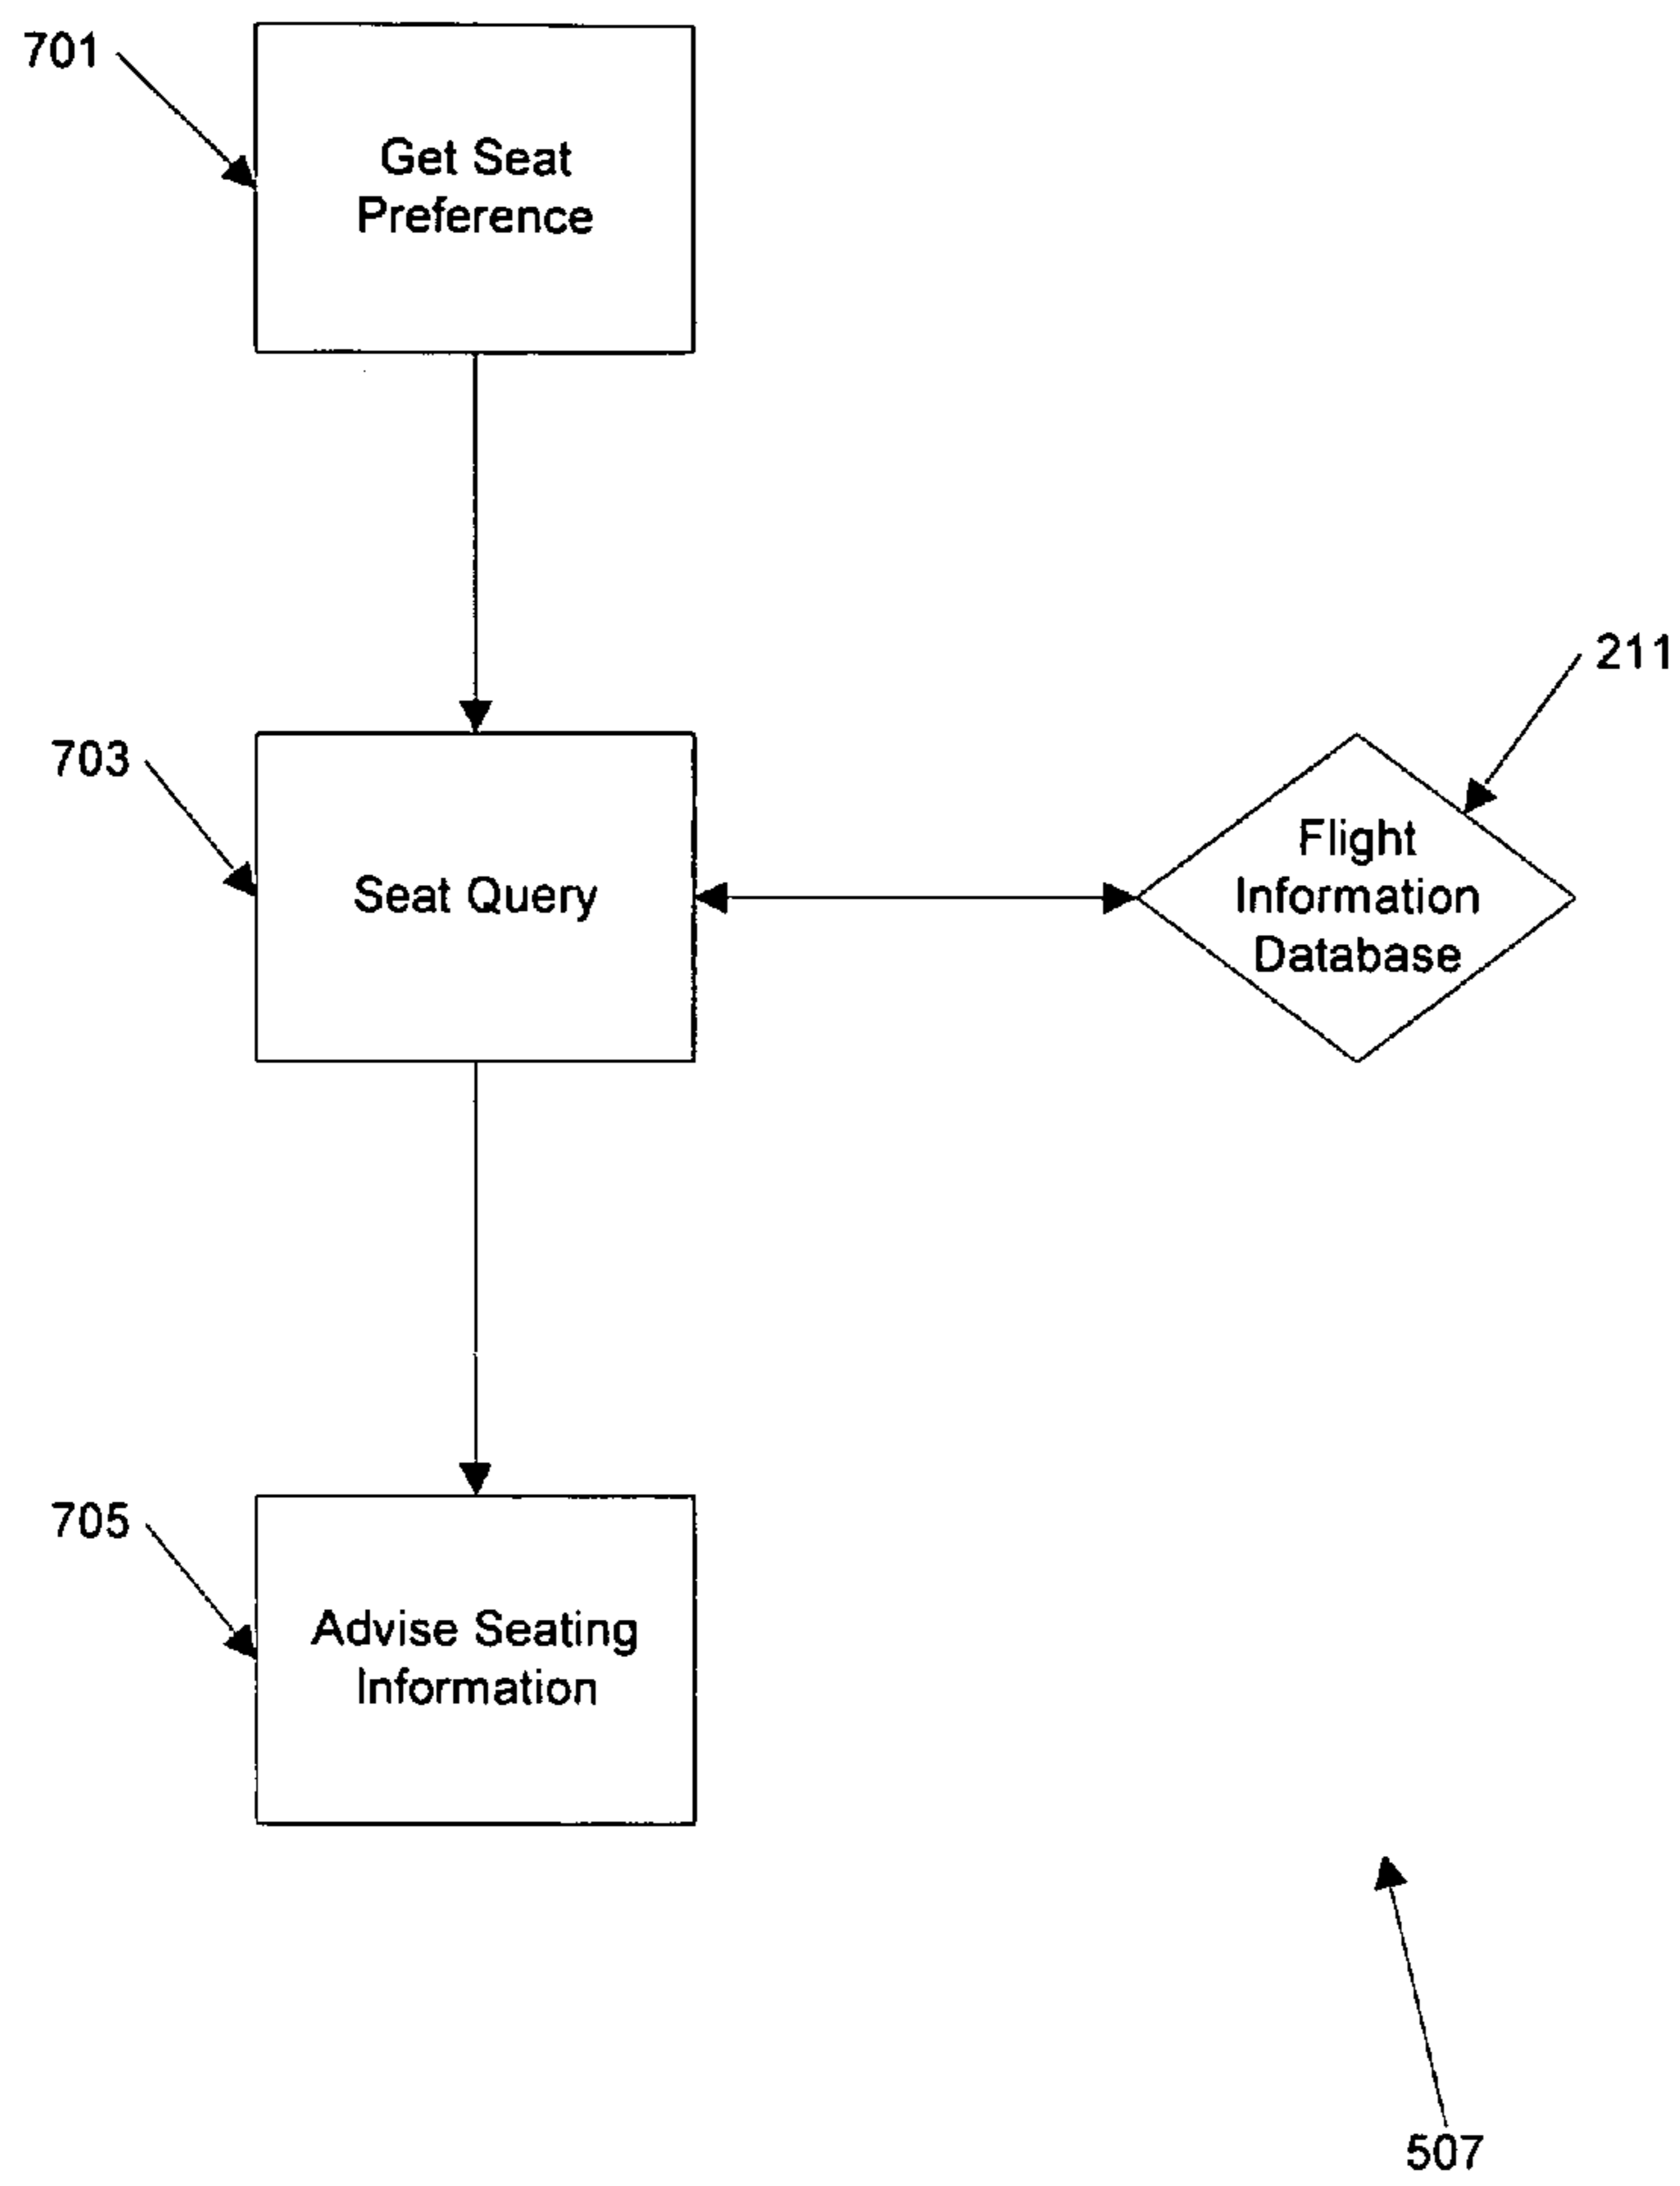 701
Get Seat
Preference
211
703
Seat Query
Flight
Information
Database
705
Advise Seating
Information
507